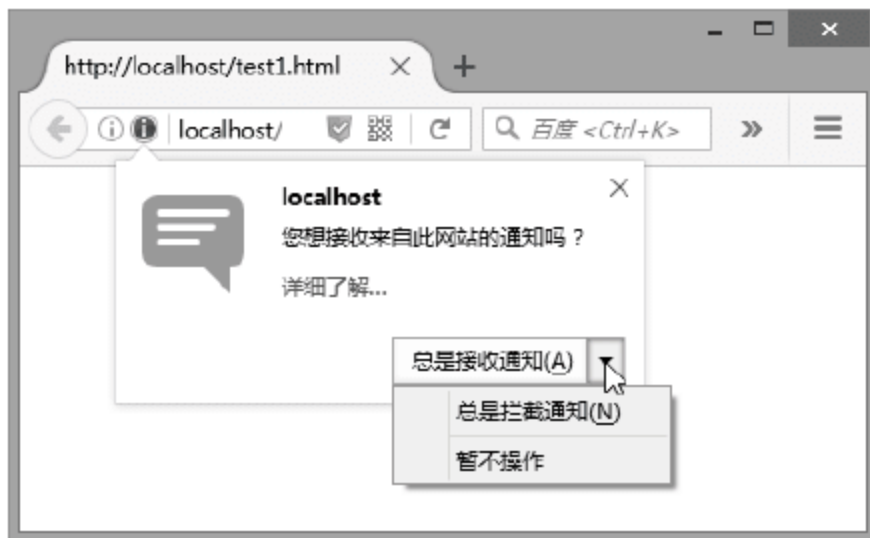 http://localhost/test1.html
localhost/
百度 <Ctrl+K>
localhost
您想接收来自此网站的通知吗？
详细了解...
总是接收通知(A)
总是拦截通知(N)
暂不操作